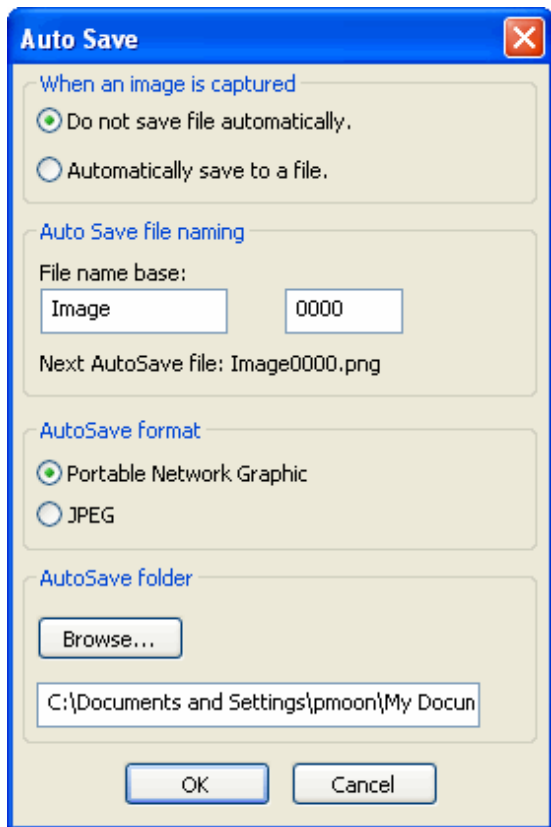 Auto Save
When an image is captured
Do not save file automatically.
Automatically save to a file.
Auto Save file naming
File name base:
Image 0000
Next AutoSave file: Image0000.png
AutoSave format
Portable Network Graphic
JPEG
AutoSave folder
Browse...
C:\Documents and Settings\pmoon\My Docun
OK Cancel